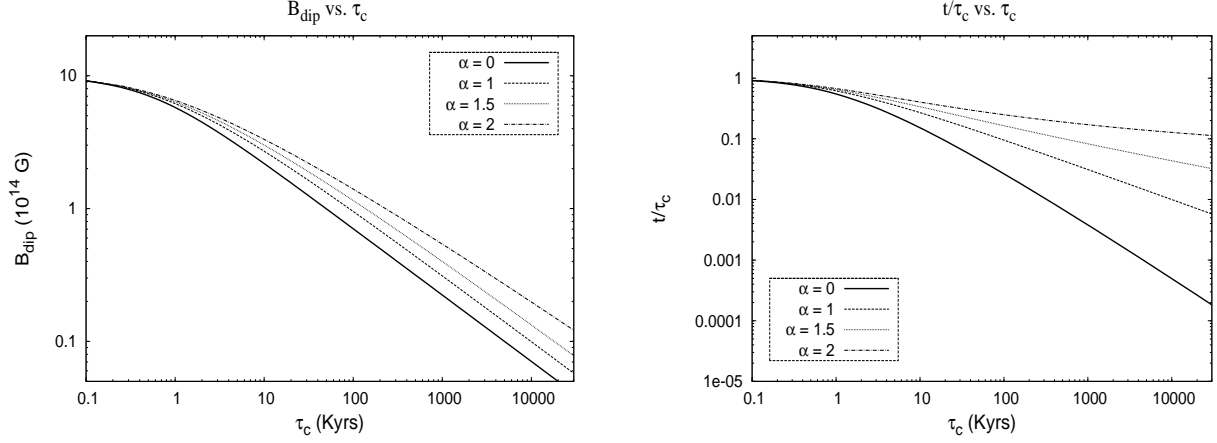 B_dip vs. τ_c
10
1
0.1
B_dip (10^14 G)
α = 0
α = 1
α = 1.5
α = 2
0.1 1 10 100 1000 10000
τ_c (Kyrs)
t/τ_c vs. τ_c
1
0.1
0.01
0.001
0.0001
1e-05
t/τ_c
α = 0
α = 1
α = 1.5
α = 2
0.1 1 10 100 1000 10000
τ_c (Kyrs)